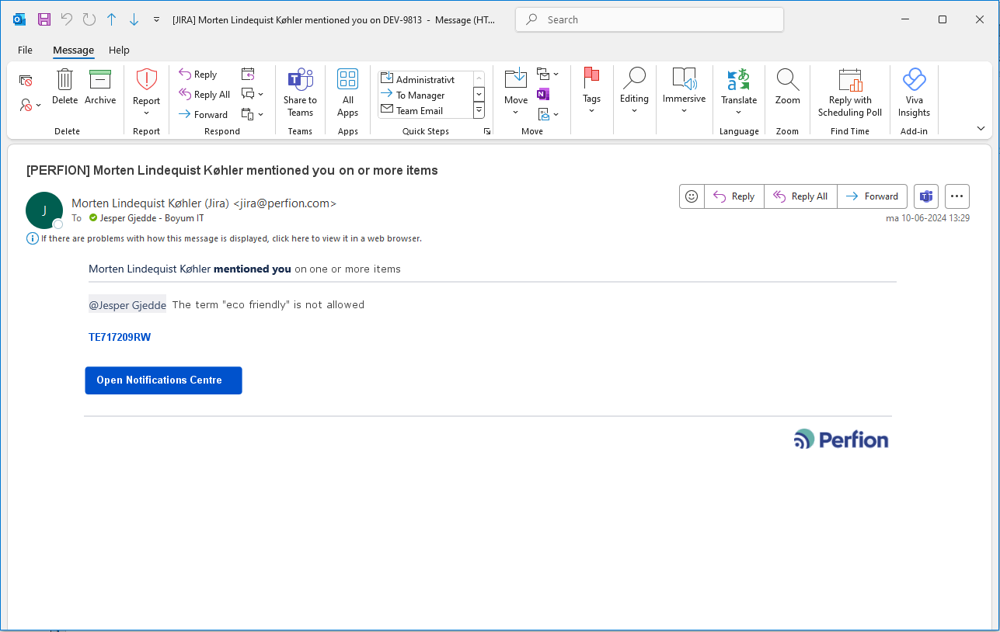 [JIRA] Morten Lindequist Køhler mentioned you on DEV-9813 - Message (HT...
Search
File Message Help
Delete
Archive
Report
Reply
Reply All
Forward
Share to Teams
All Apps
Administrativt
To Manager
Team Email
Move
Tags
Editing
Immersive
Translate
Zoom
Reply with Scheduling Poll
Viva Insights
Delete Report Respond Teams Apps Quick Steps Move Language Zoom Find Time Add-in
[PERFION] Morten Lindequist Køhler mentioned you on or more items
J
Morten Lindequist Køhler (Jira) <jira@perfion.com>
To Jesper Gjedde - Boyum IT
Reply Reply All Forward
ma 10-06-2024 13:29
If there are problems with how this message is displayed, click here to view it in a web browser.
Morten Lindequist Køhler mentioned you on one or more items
@Jesper Gjedde The term "eco friendly" is not allowed
TE717209RW
Open Notifications Centre
Perfion